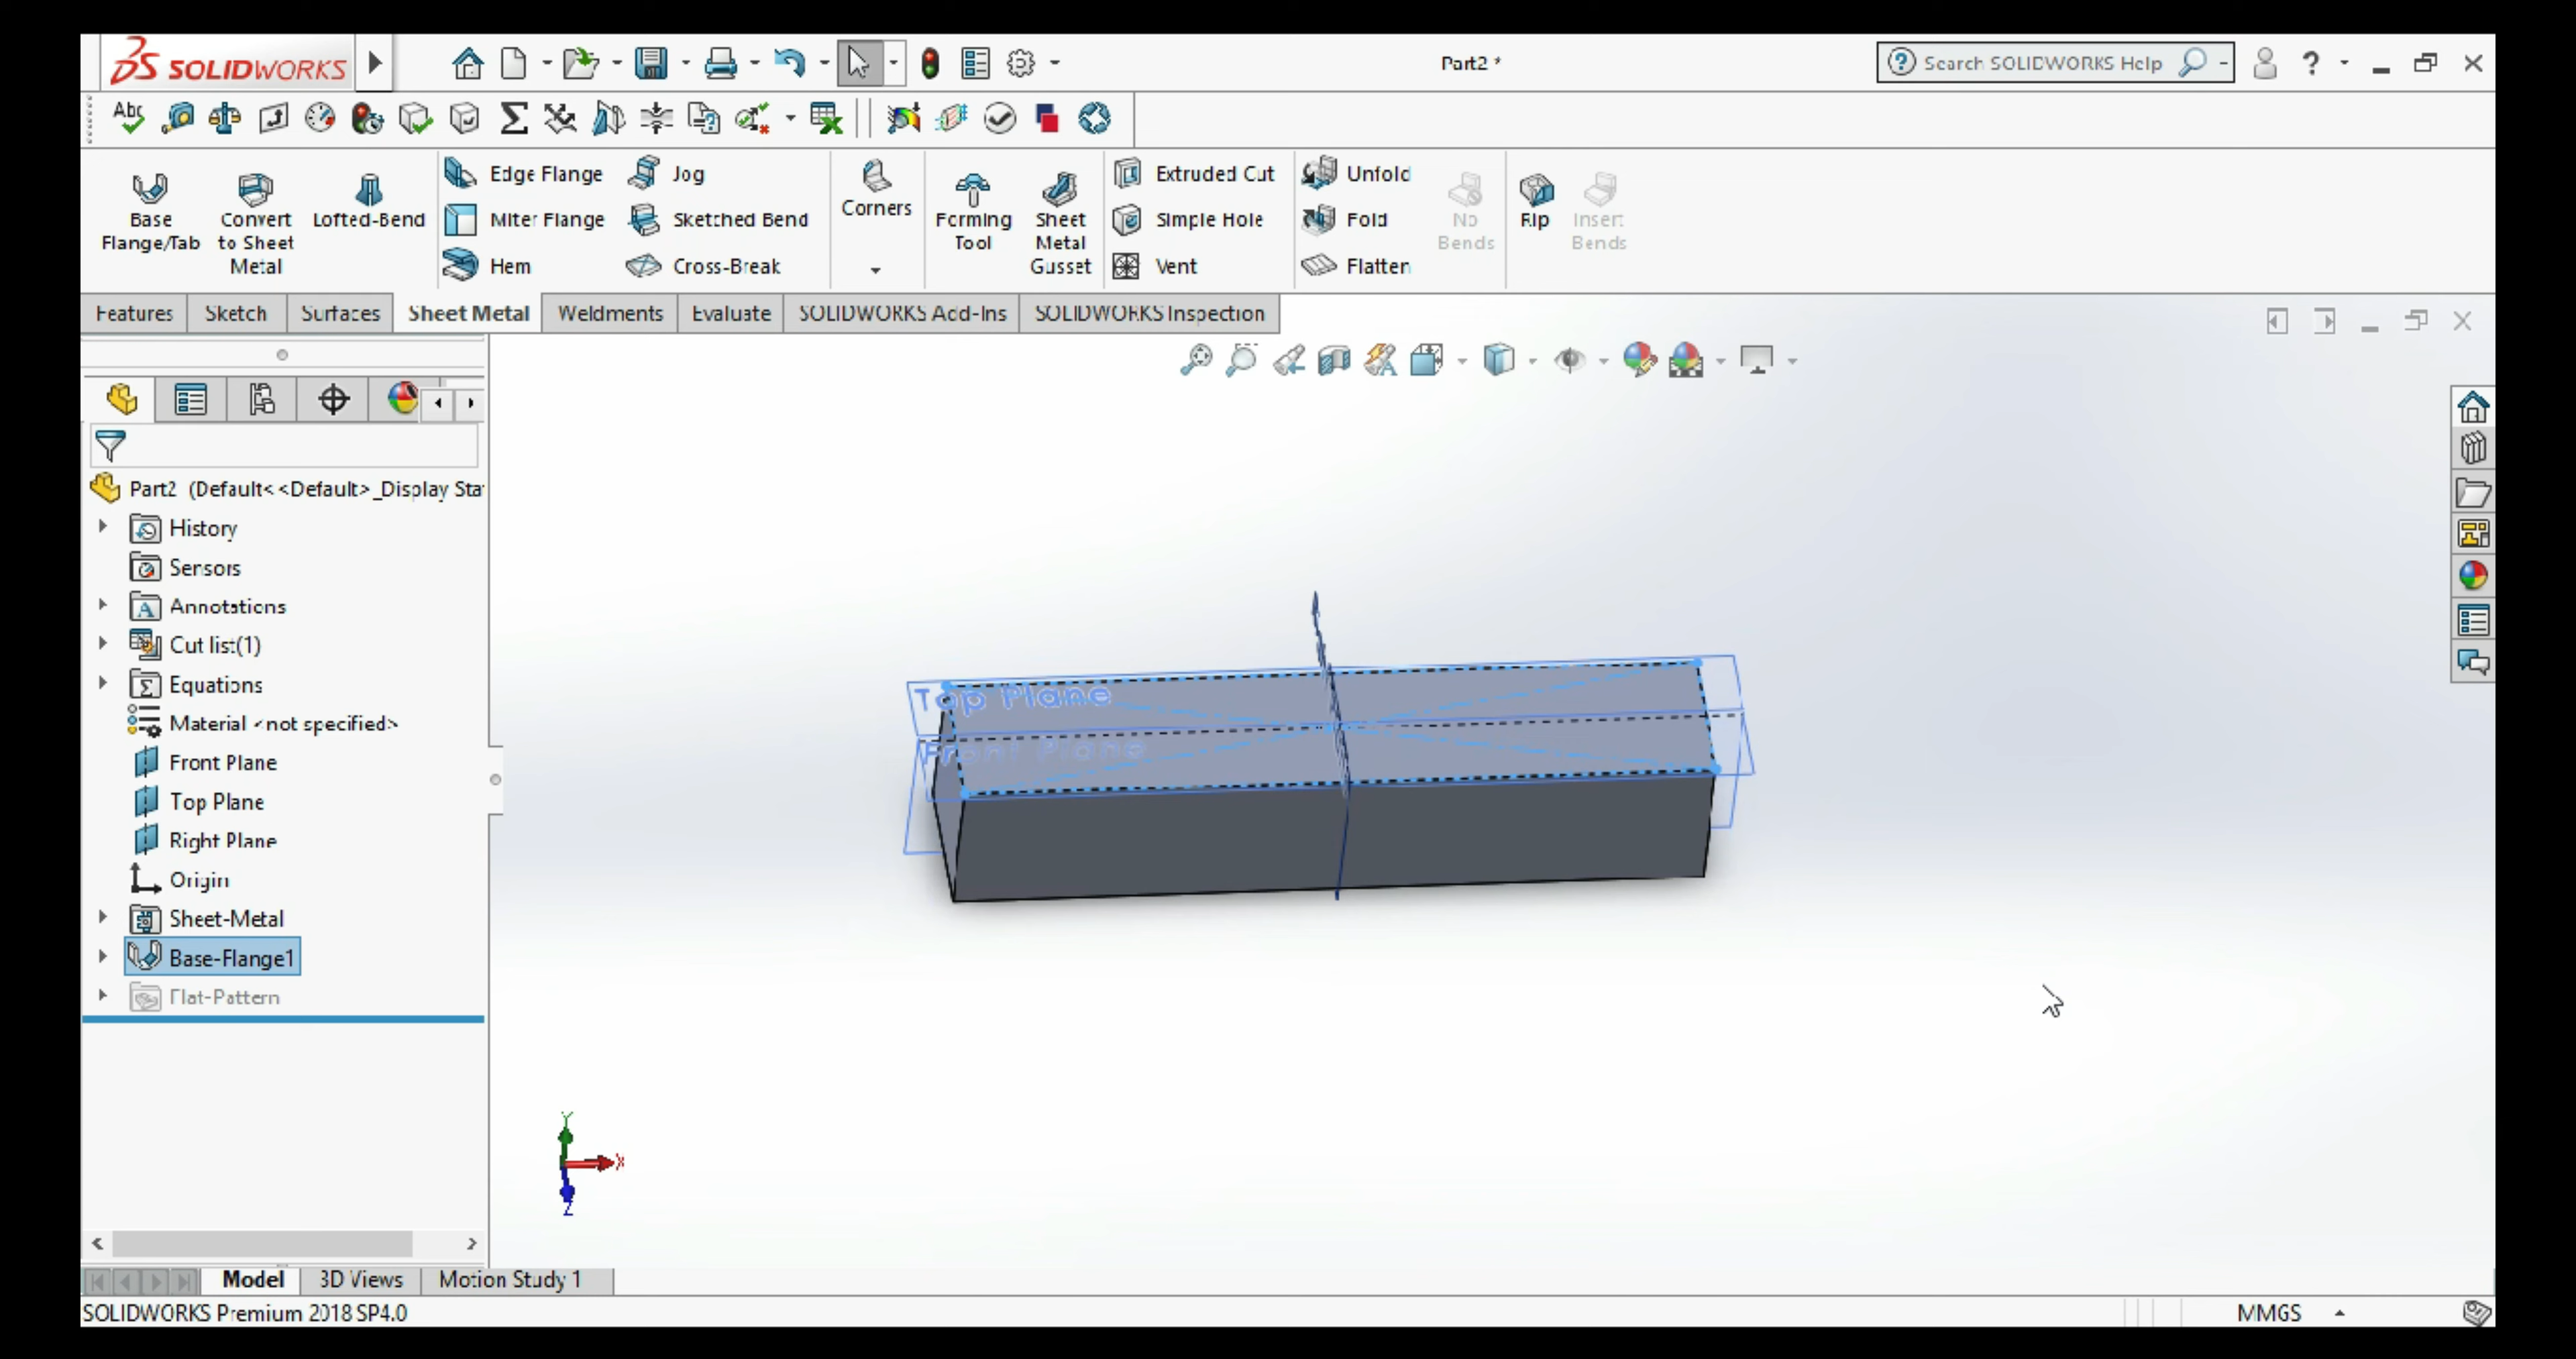 SOLIDWORKS
Part2 *
Search SOLIDWORKS Help
Abc
Base Flange/Tab
Convert to Sheet Metal
Lofted-Bend
Edge Flange
Miter Flange
Hem
Jog
Sketched Bend
Cross-Break
Corners
Forming Tool
Sheet Metal Gusset
Extruded Cut
Simple Hole
Vent
Unfold
Fold
Flatten
No Bends
Rip
Insert Bends
Features
Sketch
Surfaces
Sheet Metal
Weldments
Evaluate
SOLIDWORKS Add-Ins
SOLIDWORKS Inspection
Part2 (Default<<Default>_Display Sta
History
Sensors
Annotations
Cut list(1)
Equations
Material <not specified>
Front Plane
Top Plane
Right Plane
Origin
Sheet-Metal
Base-Flange1
Flat-Pattern
Top Plane
Front Plane
Y
X
Z
Model
3D Views
Motion Study 1
SOLIDWORKS Premium 2018 SP4.0
MMGS